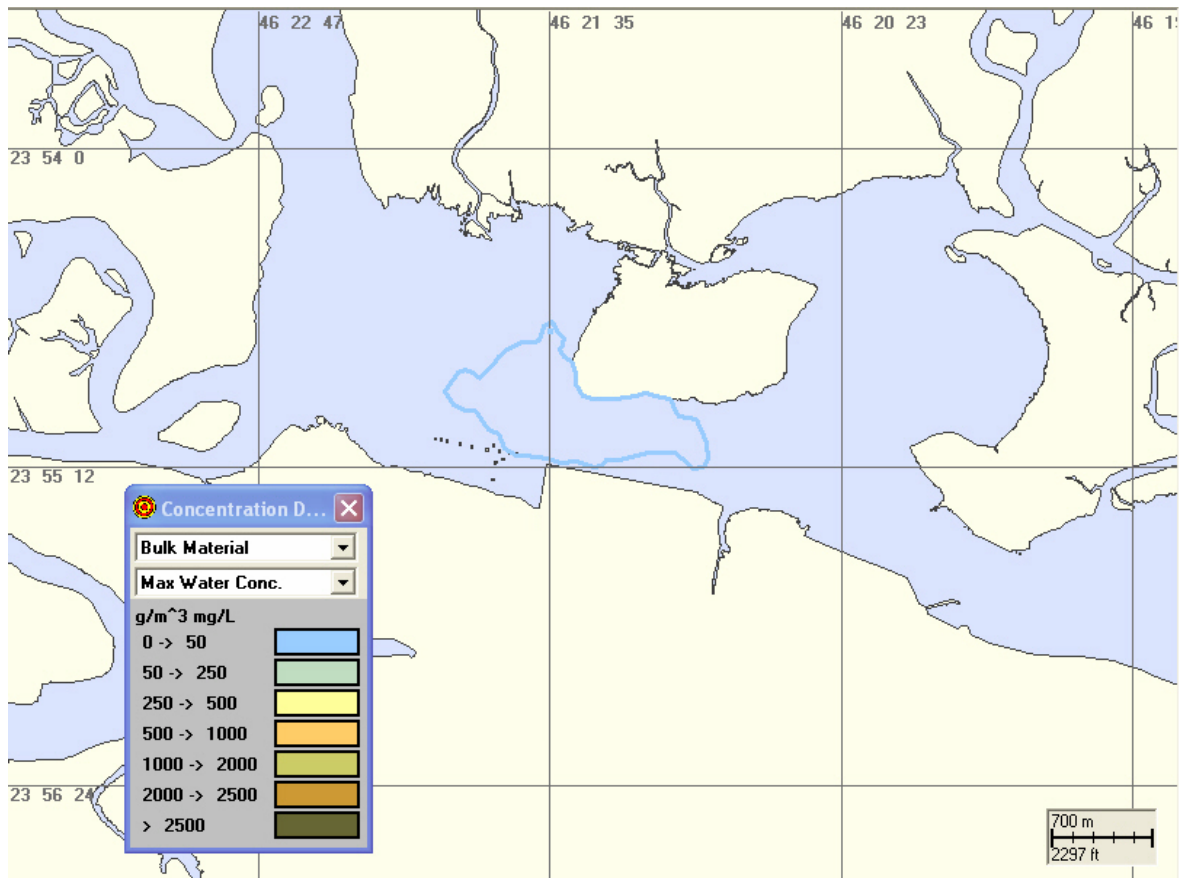 46 22 47
46 21 35
46 20 23
46 19
23 54 0
23 55 12
23 56 24
Concentration D...
Bulk Material
Max Water Conc.
g/m^3 mg/L
0 -> 50
50 -> 250
250 -> 500
500 -> 1000
1000 -> 2000
2000 -> 2500
> 2500
700 m
2297 ft